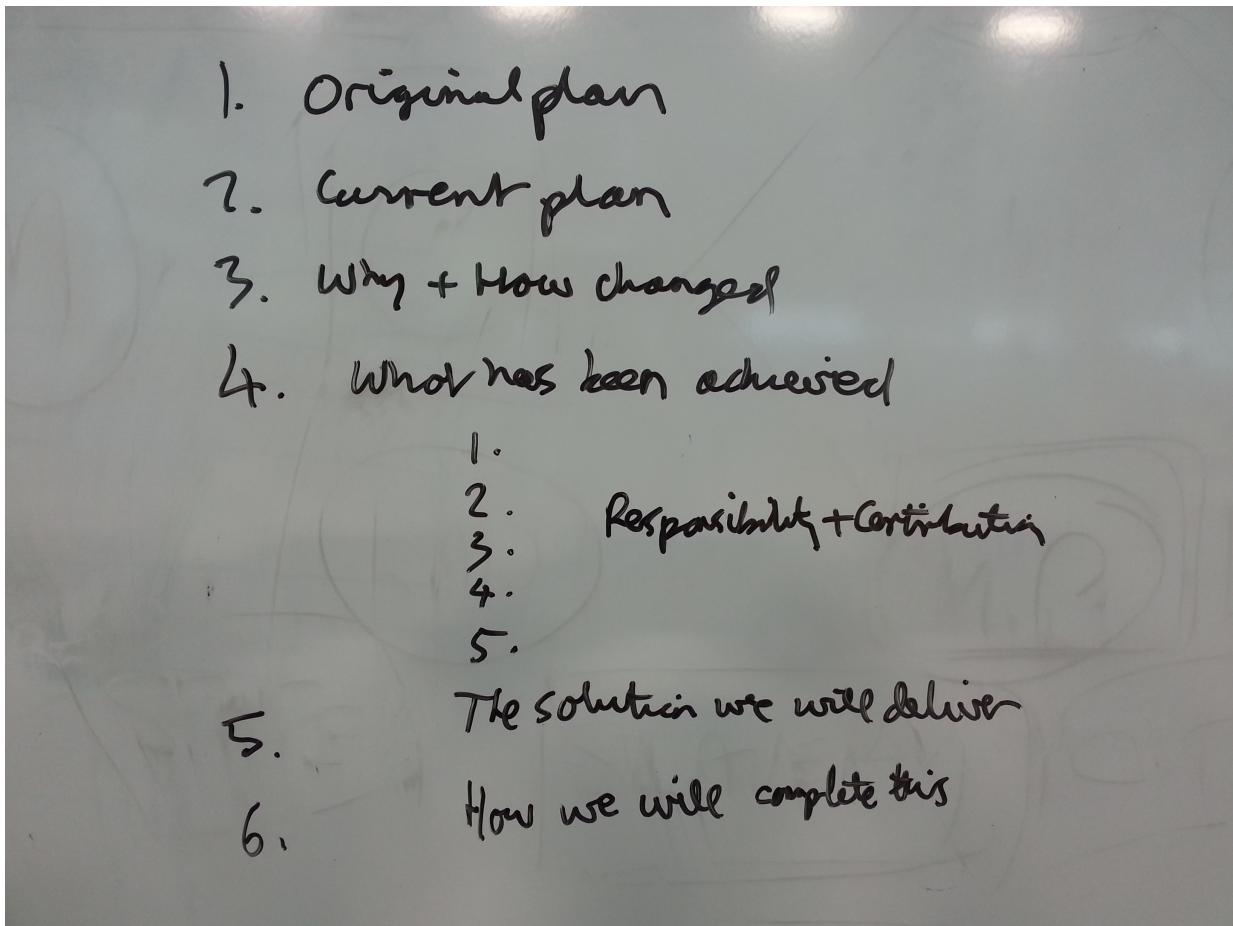 1. Original plan
2. Current plan
3. Why + How changed
4. What has been achieved
1.
2. Responsibility + Contribution
3.
4.
5.
5. The solution we will deliver
6. How we will complete this